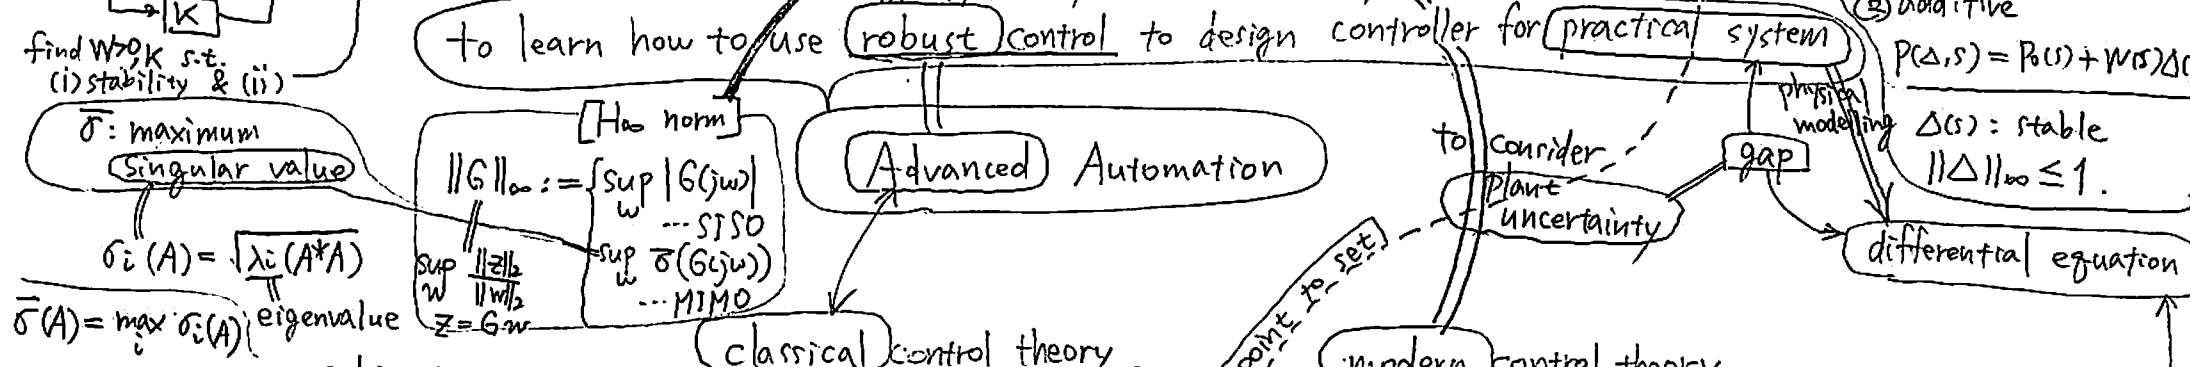 K
find W>0, K s.t.
(i) stability & (ii)
to learn how to use robust control to design controller for practical system
② additive
P(Δ,s) = P₀(s) + W(s)Δ(
Δ(s) : stable
||Δ||∞ ≤ 1.
σ̄ : maximum
singular value
σi (A) = √λi (A*A)
eigenvalue
σ̄(A) = max σi(A)
i
H∞ norm
||G||∞ := { sup |G(jω)|
ω
... SISO
sup σ̄(G(jω))
ω
... MIMO
sup ||z||₂
w ||w||₂
z = Gw
Advanced Automation
to consider
plant
uncertainty
gap
physical
modelling
differential equation
point to set
classical control theory
modern control theory